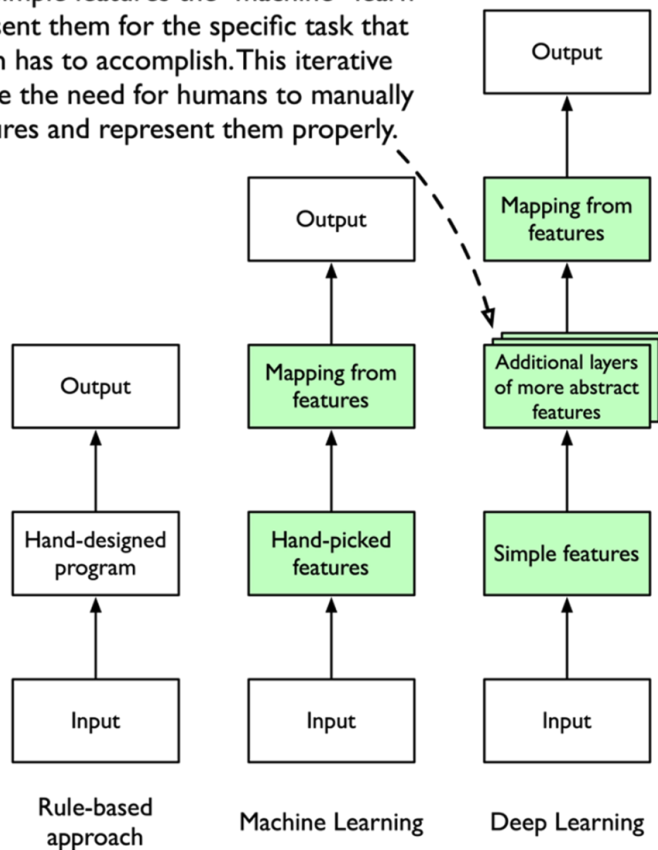 sent them for the specific task that
has to accomplish. This iterative
e the need for humans to manually
ures and represent them properly.
Output
Mapping from
features
Output
Additional layers
of more abstract
features
Mapping from
features
Output
Simple features
Hand-picked
features
Hand-designed
program
Input
Input
Input
Rule-based
approach
Machine Learning
Deep Learning